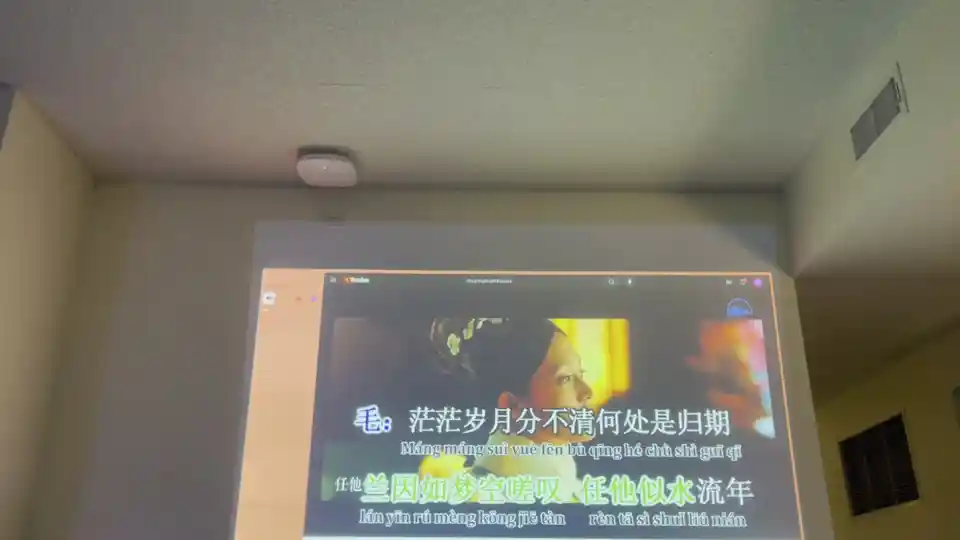 毛: 茫茫岁月分不清何处是归期
Máng máng suì yuè fēn bù qīng hé chù shì guī qī
任他兰因如梦空嗟叹 任他似水流年
lán yīn rú mèng kōng jiē tàn rèn tā sì shuǐ liú nián